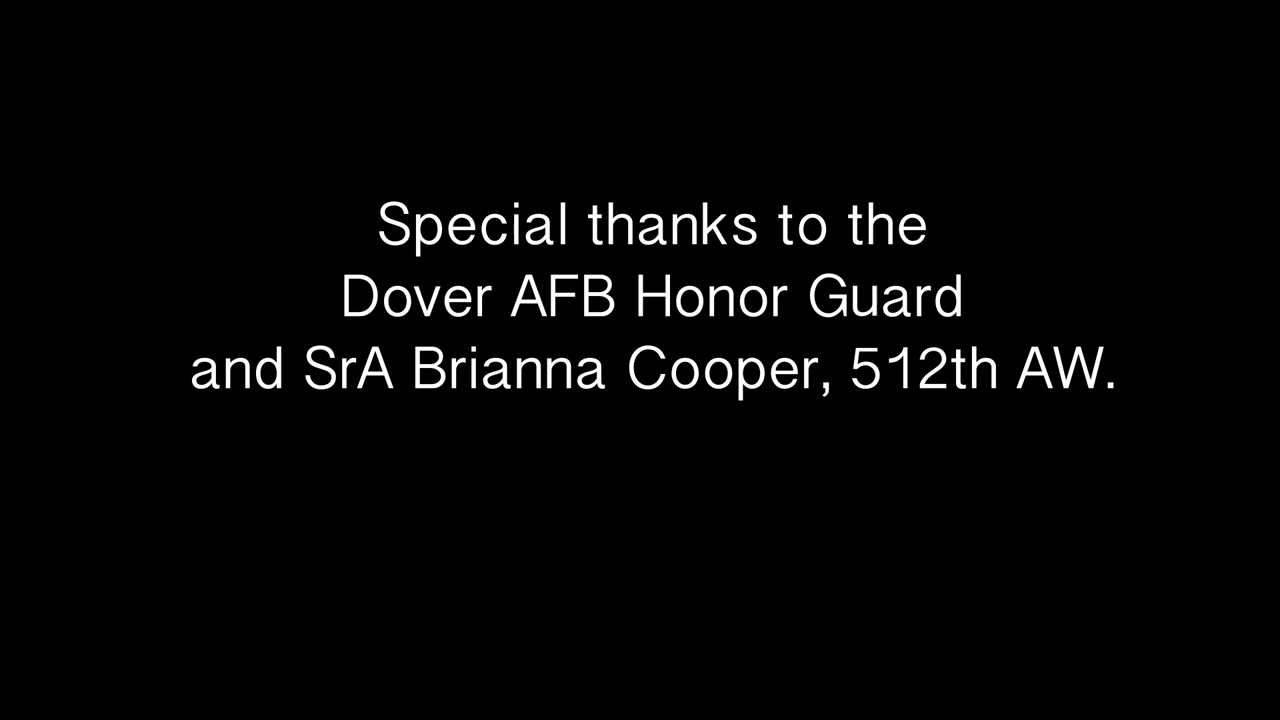 Special thanks to the
Dover AFB Honor Guard
and SrA Brianna Cooper, 512th AW.